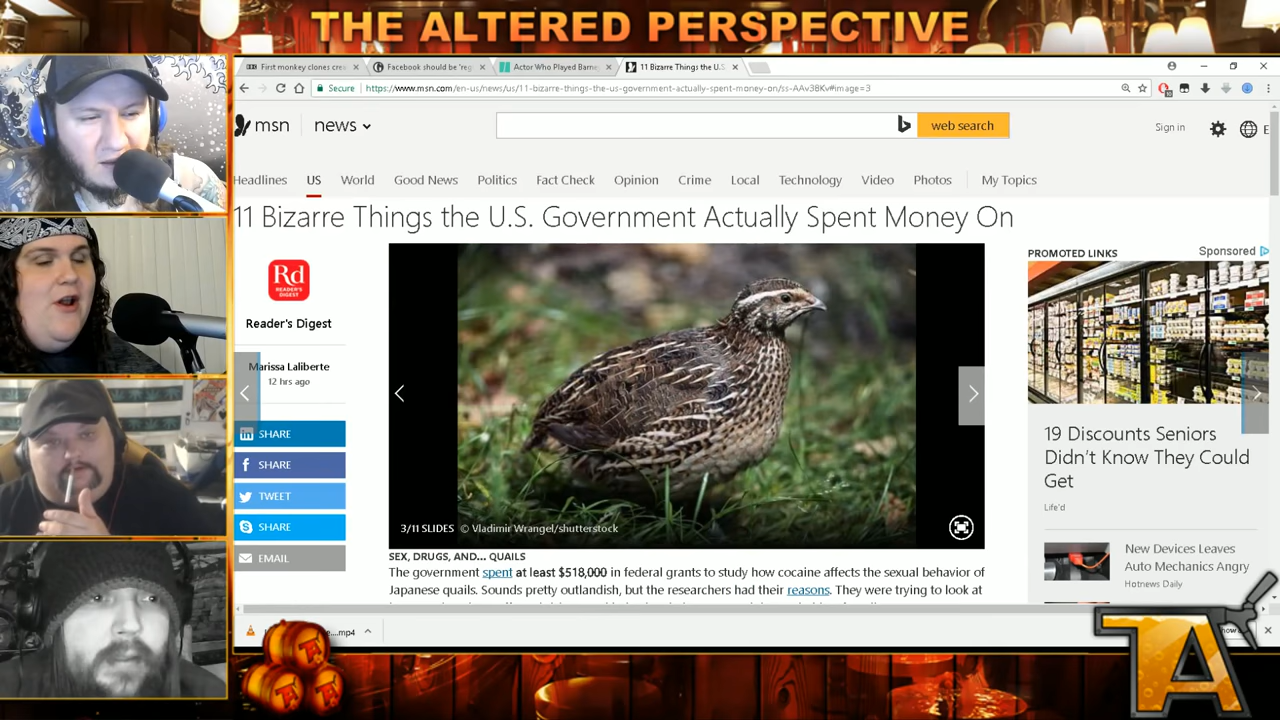 THE ALTERED PERSPECTIVE
First monkey clones crea
Facebook should be 'reg
Actor Who Played Barne
11 Bizarre Things the U.S.
Secure
https://www.msn.com/en-us/news/us/11-bizarre-things-the-us-government-actually-spent-money-on/ss-AAv3BKv#image=3
msn
news
web search
Sign in
E
Headlines
US
World
Good News
Politics
Fact Check
Opinion
Crime
Local
Technology
Video
Photos
My Topics
11 Bizarre Things the U.S. Government Actually Spent Money On
Rd
READER'S DIGEST
Reader's Digest
Marissa Laliberte
12 hrs ago
SHARE
SHARE
TWEET
SHARE
EMAIL
3/11 SLIDES © Vladimir Wrangel/shutterstock
SEX, DRUGS, AND... QUAILS
The government spent at least $518,000 in federal grants to study how cocaine affects the sexual behavior of
Japanese quails. Sounds pretty outlandish, but the researchers had their reasons. They were trying to look at
PROMOTED LINKS
Sponsored
19 Discounts Seniors
Didn't Know They Could
Get
Life'd
New Devices Leaves
Auto Mechanics Angry
Hotnews Daily
....mp4
TA